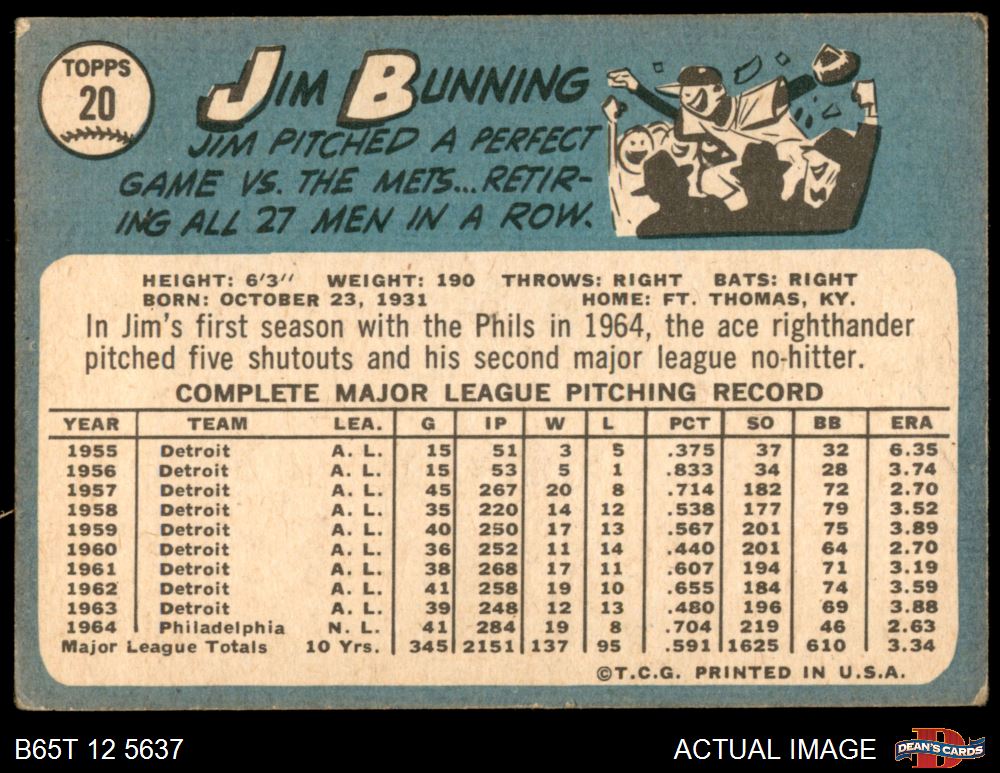 TOPPS
20
JIM BUNNING
JIM PITCHED A PERFECT
GAME VS. THE METS...RETIR-
ING ALL 27 MEN IN A ROW.
HEIGHT: 6'3" WEIGHT: 190 THROWS: RIGHT BATS: RIGHT
BORN: OCTOBER 23, 1931 HOME: FT. THOMAS, KY.
In Jim's first season with the Phils in 1964, the ace righthander
pitched five shutouts and his second major league no-hitter.
COMPLETE MAJOR LEAGUE PITCHING RECORD
YEAR TEAM LEA. G IP W L PCT SO BB ERA
1955 Detroit A. L. 15 51 3 5 .375 37 32 6.35
1956 Detroit A. L. 15 53 5 1 .833 34 28 3.74
1957 Detroit A. L. 45 267 20 8 .714 182 72 2.70
1958 Detroit A. L. 35 220 14 12 .538 177 79 3.52
1959 Detroit A. L. 40 250 17 13 .567 201 75 3.89
1960 Detroit A. L. 36 252 11 14 .440 201 64 2.70
1961 Detroit A. L. 38 268 17 11 .607 194 71 3.19
1962 Detroit A. L. 41 258 19 10 .655 184 74 3.59
1963 Detroit A. L. 39 248 12 13 .480 196 69 3.88
1964 Philadelphia N. L. 41 284 19 8 .704 219 46 2.63
Major League Totals 10 Yrs. 345 2151 137 95 .591 1625 610 3.34
©T.C.G. PRINTED IN U.S.A.
B65T 12 5637 ACTUAL IMAGE D DEAN'S CARDS